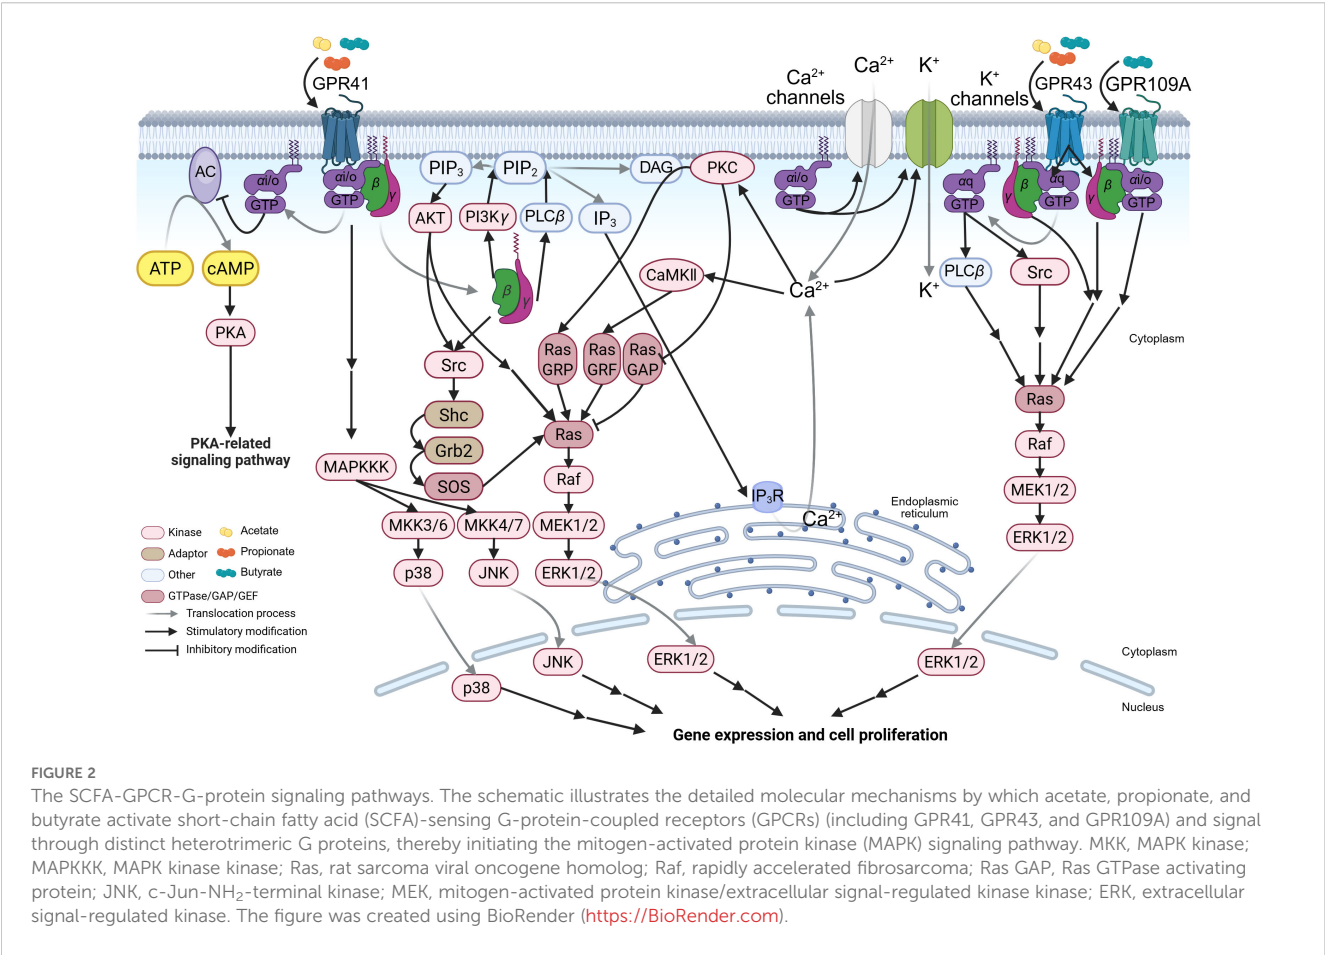 GPR41
Ca2+
channels
Ca2+
K+
K+
channels
GPR43
GPR109A
AC
αi/o
GTP
αi/o
GTP
β
γ
PIP3
PIP2
DAG
PKC
αi/o
GTP
αq
GTP
β
γ
αq
GTP
β
γ
αi/o
GTP
AKT
PI3Kγ
PLCβ
IP3
ATP
cAMP
β
γ
CaMKII
Ca2+
K+
PLCβ
Src
PKA
Cytoplasm
Src
Ras
GRP
Ras
GRF
Ras
GAP
Ras
Shc
Grb2
SOS
Ras
Raf
PKA-related
signaling pathway
MAPKKK
Raf
MEK1/2
IP3R
Ca2+
Endoplasmic
reticulum
MKK3/6
MKK4/7
MEK1/2
ERK1/2
p38
JNK
ERK1/2
Kinase
Acetate
Adaptor
Propionate
Other
Butyrate
GTPase/GAP/GEF
Translocation process
Stimulatory modification
Inhibitory modification
JNK
ERK1/2
ERK1/2
Cytoplasm
p38
Nucleus
Gene expression and cell proliferation
FIGURE 2
The SCFA-GPCR-G-protein signaling pathways. The schematic illustrates the detailed molecular mechanisms by which acetate, propionate, and
butyrate activate short-chain fatty acid (SCFA)-sensing G-protein-coupled receptors (GPCRs) (including GPR41, GPR43, and GPR109A) and signal
through distinct heterotrimeric G proteins, thereby initiating the mitogen-activated protein kinase (MAPK) signaling pathway. MKK, MAPK kinase;
MAPKKK, MAPK kinase kinase; Ras, rat sarcoma viral oncogene homolog; Raf, rapidly accelerated fibrosarcoma; Ras GAP, Ras GTPase activating
protein; JNK, c-Jun-NH2-terminal kinase; MEK, mitogen-activated protein kinase/extracellular signal-regulated kinase kinase; ERK, extracellular
signal-regulated kinase. The figure was created using BioRender (https://BioRender.com).